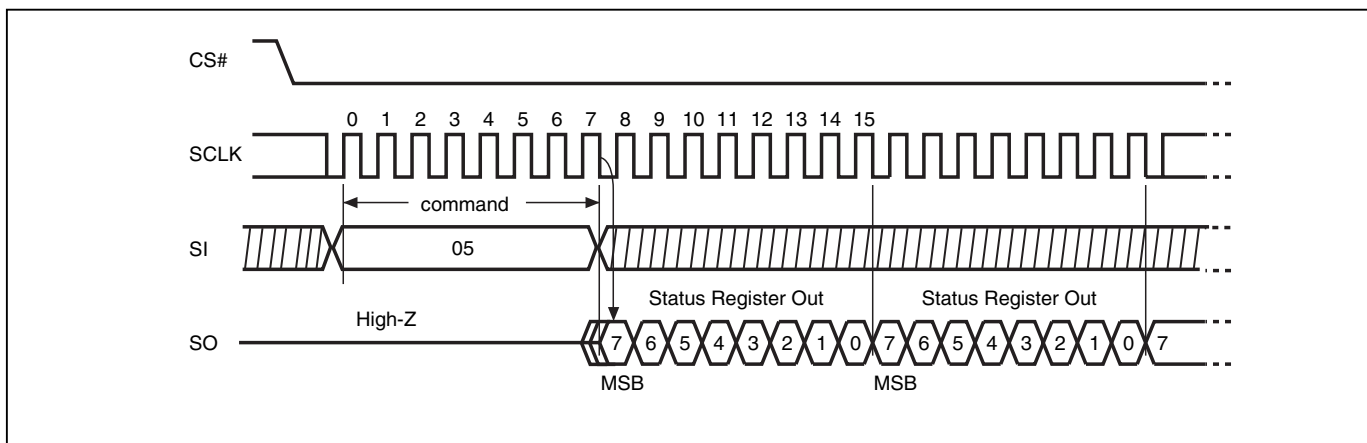 CS#
0 1 2 3 4 5 6 7 8 9 10 11 12 13 14 15
SCLK
command
SI 05
Status Register Out Status Register Out
High-Z
SO 7 6 5 4 3 2 1 0 7 6 5 4 3 2 1 0 7
MSB MSB